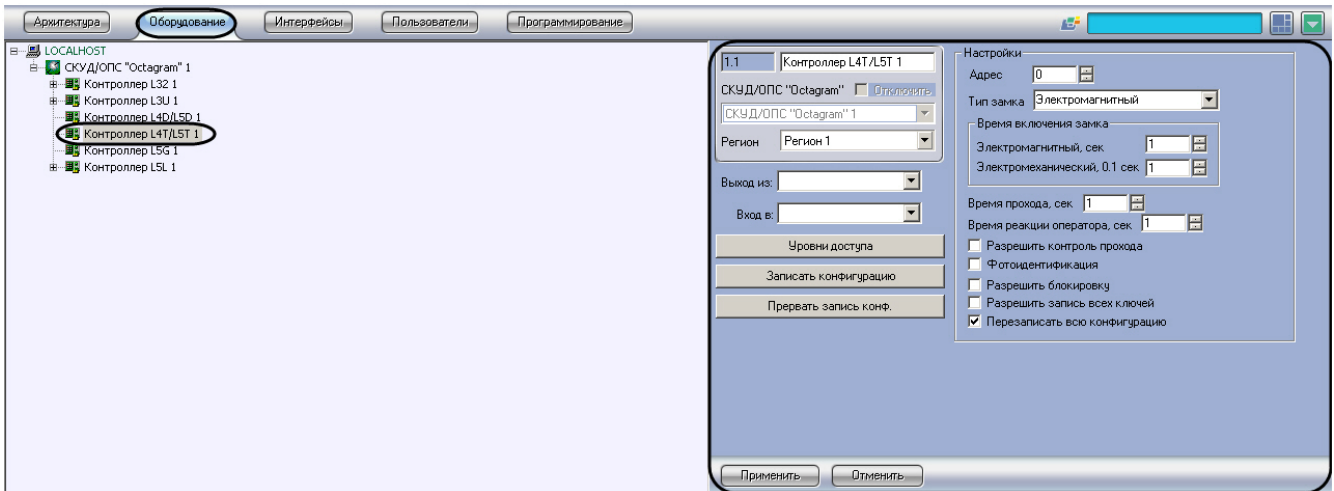 Архитектура Оборудование Интерфейсы Пользователи Программирование
LOCALHOST
СКУД/ОПС "Octagram" 1
Контроллер L32 1
Контроллер L3U 1
Контроллер L4D/L5D 1
Контроллер L4T/L5T 1
Контроллер L5G 1
Контроллер L5L 1
1.1 Контроллер L4T/L5T 1
СКУД/ОПС "Octagram" Отключить
СКУД/ОПС "Octagram" 1
Регион Регион 1
Выход из:
Вход в:
Уровни доступа
Записать конфигурацию
Прервать запись конф.
Настройки
Адрес 0
Тип замка Электромагнитный
Время включения замка
Электромагнитный, сек 1
Электромеханический, 0.1 сек 1
Время прохода, сек 1
Время реакции оператора, сек 1
Разрешить контроль прохода
Фотоидентификация
Разрешить блокировку
Разрешить запись всех ключей
Перезаписать всю конфигурацию
Применить Отменить